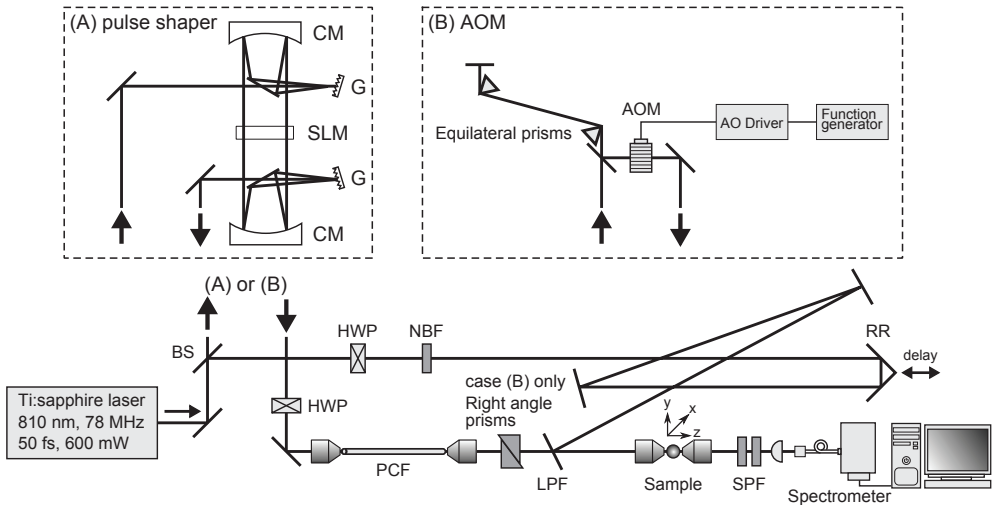 (A) pulse shaper
CM
G
SLM
G
CM
(B) AOM
Equilateral prisms
AOM
AO Driver
Function
generator
(A) or (B)
BS
HWP
NBF
RR
delay
Ti:sapphire laser
810 nm, 78 MHz
50 fs, 600 mW
HWP
case (B) only
Right angle
prisms
y
x
z
PCF
LPF
Sample
SPF
Spectrometer